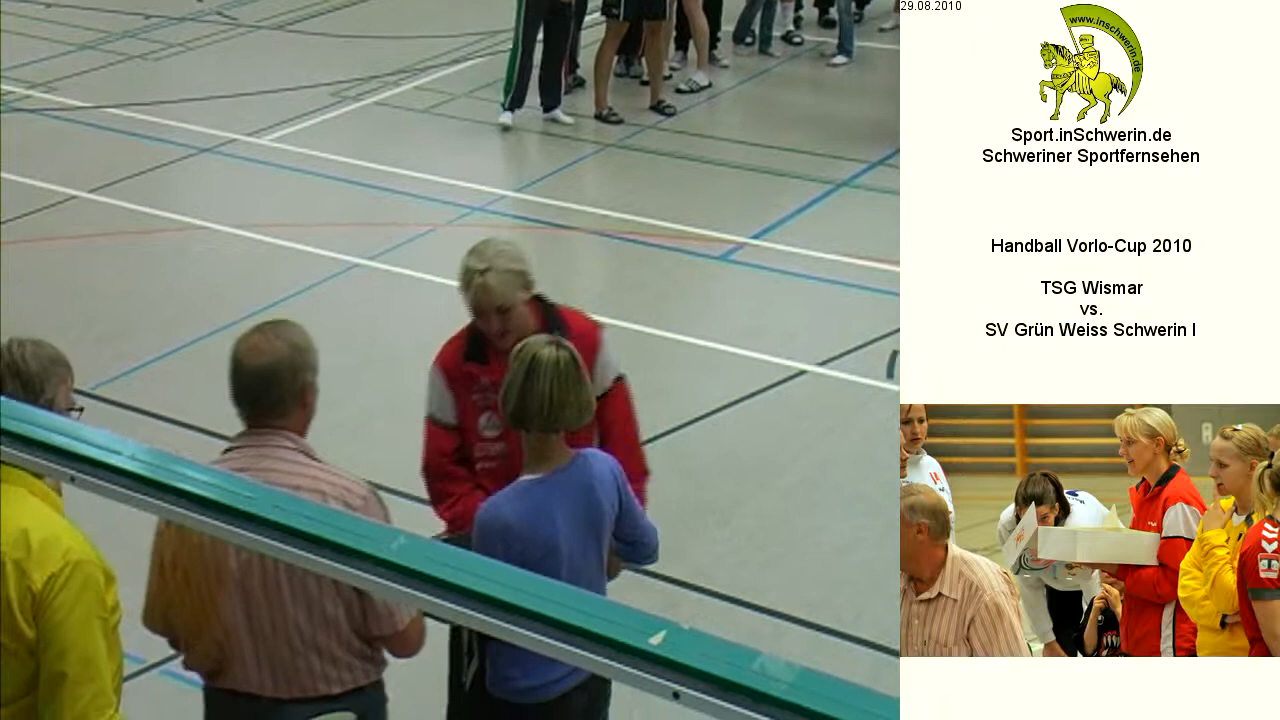 29.08.2010
www.inschwerin.de
Sport.inSchwerin.de
Schweriner Sportfernsehen
Handball Vorlo-Cup 2010
TSG Wismar
vs.
SV Grün Weiss Schwerin I